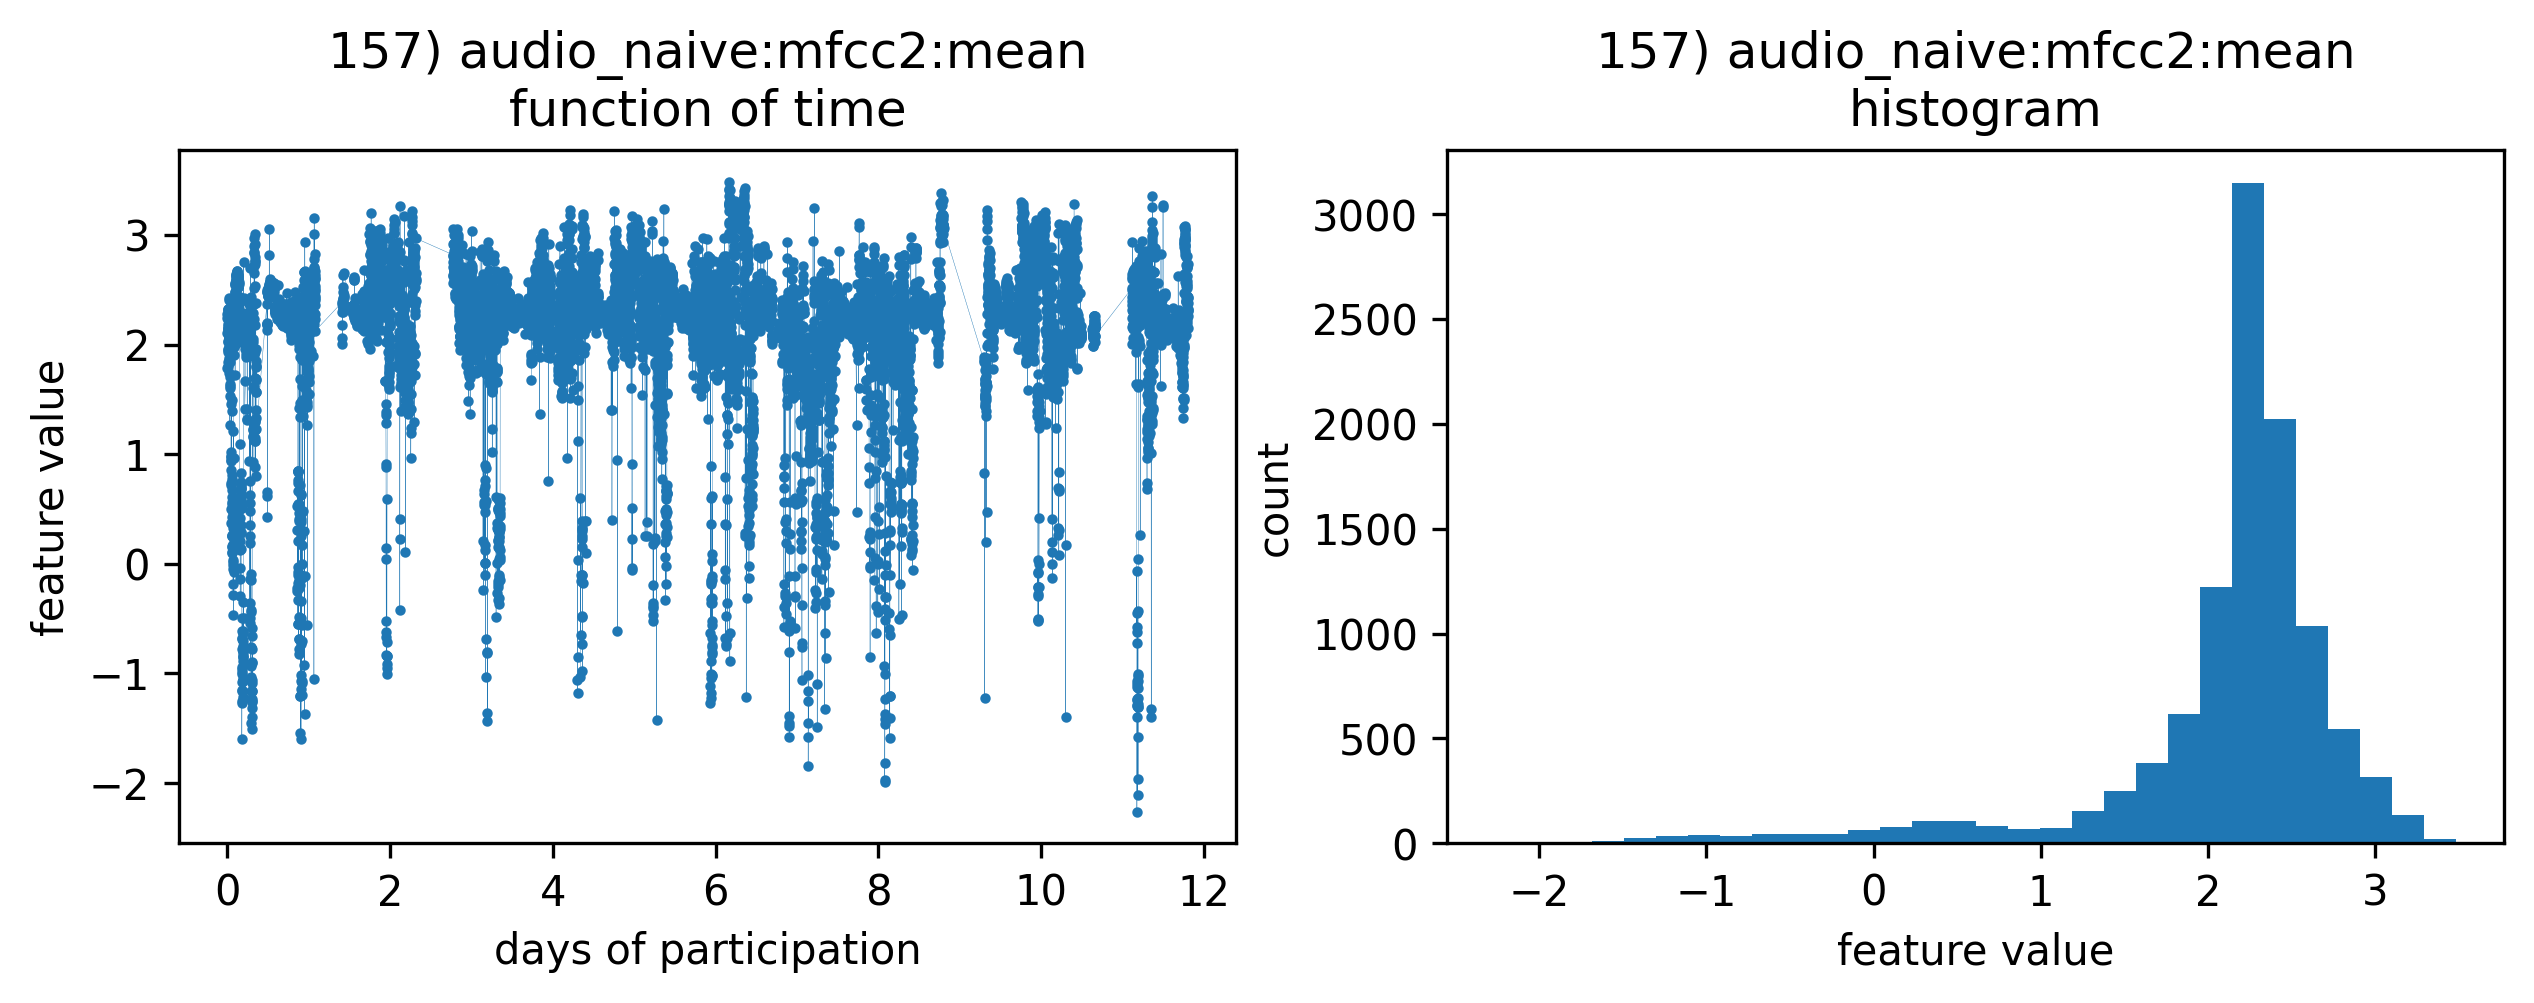 157) audio_naive:mfcc2:mean
function of time
3
2
1
0
−1
−2
feature value
0 2 4 6 8 10 12
days of participation
157) audio_naive:mfcc2:mean
histogram
3000
2500
2000
1500
1000
500
0
count
−2 −1 0 1 2 3
feature value